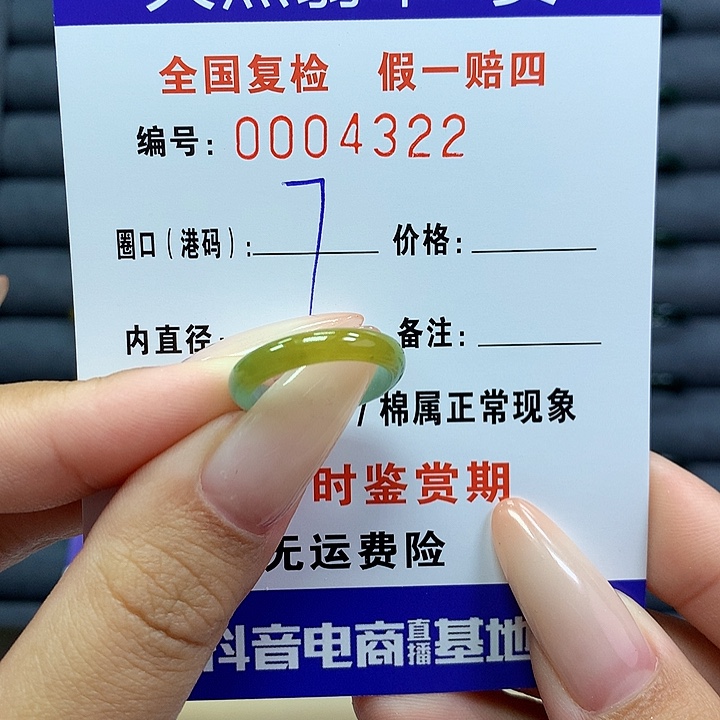 全国复检 假一赔四
编号：0004322
圈口（港码）：7 价格：
内直径： 备注：
/棉属正常现象
时鉴赏期
无运费险
抖音电商直播基地